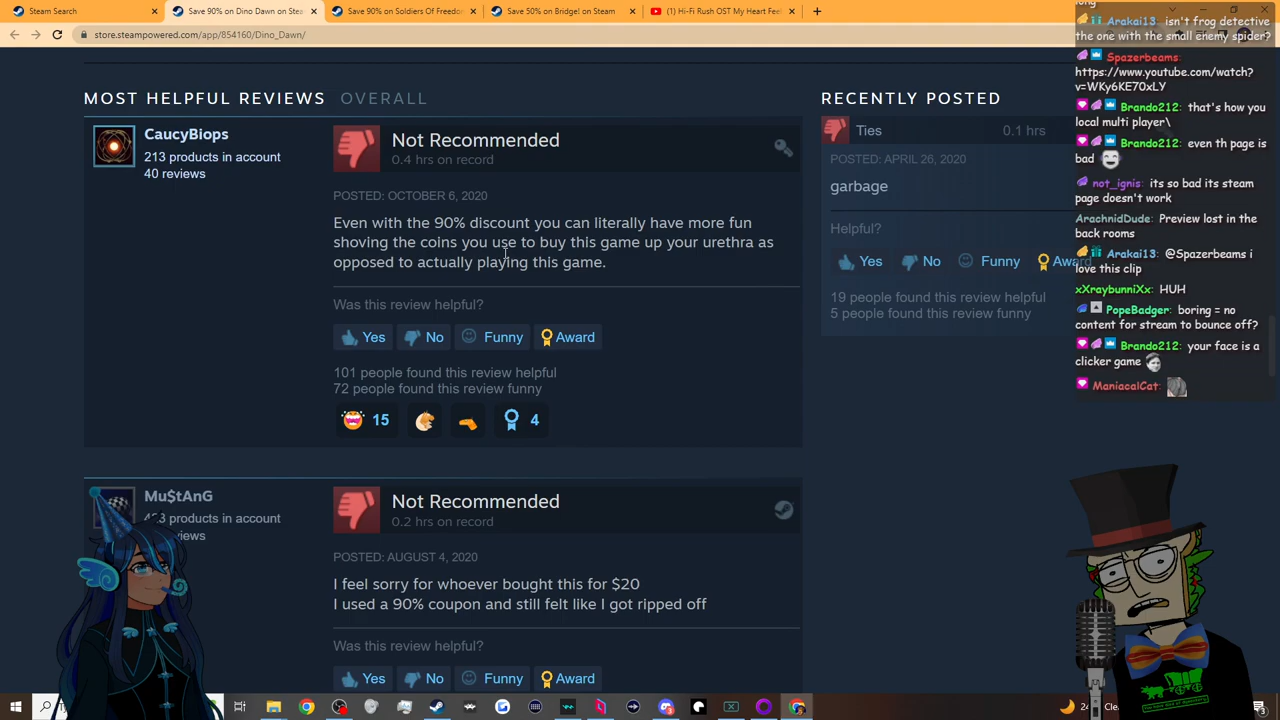 Steam Search
Save 90% on Dino Dawn on Stea
Save 90% on Soldiers Of Freedom
Save 50% on Bridge! on Steam
(1) Hi-Fi Rush OST My Heart Feel
store.steampowered.com/app/854160/Dino_Dawn/
MOST HELPFUL REVIEWS OVERALL
CaucyBiops
213 products in account
40 reviews
Not Recommended
0.4 hrs on record
POSTED: OCTOBER 6, 2020
Even with the 90% discount you can literally have more fun
shoving the coins you use to buy this game up your urethra as
opposed to actually playing this game.
Was this review helpful?
Yes No Funny Award
101 people found this review helpful
72 people found this review funny
15 4
Mu$tAnG
products in account
Not Recommended
0.2 hrs on record
POSTED: AUGUST 4, 2020
I feel sorry for whoever bought this for $20
I used a 90% coupon and still felt like I got ripped off
Was this review helpful?
Yes No Funny Award
RECENTLY POSTED
Ties 0.1 hrs
POSTED: APRIL 26, 2020
garbage
Helpful?
Yes No Funny Award
19 people found this review helpful
5 people found this review funny
long
Arakai13: isn't frog detective
the one with the small enemy spider?
Spazerbeams:
https://www.youtube.com/watch?
v=WKy6KE70xLY
Brando212: that's how you
local multi player\
Brando212: even th page is
bad
not_ignis: its so bad its steam
page doesn't work
ArachnidDude: Preview lost in the
back rooms
Arakai13: @Spazerbeams i
love this clip
xXraybunniXx: HUH
PopeBadger: boring = no
content for stream to bounce off?
Brando212: your face is a
clicker game
ManiacalCat: